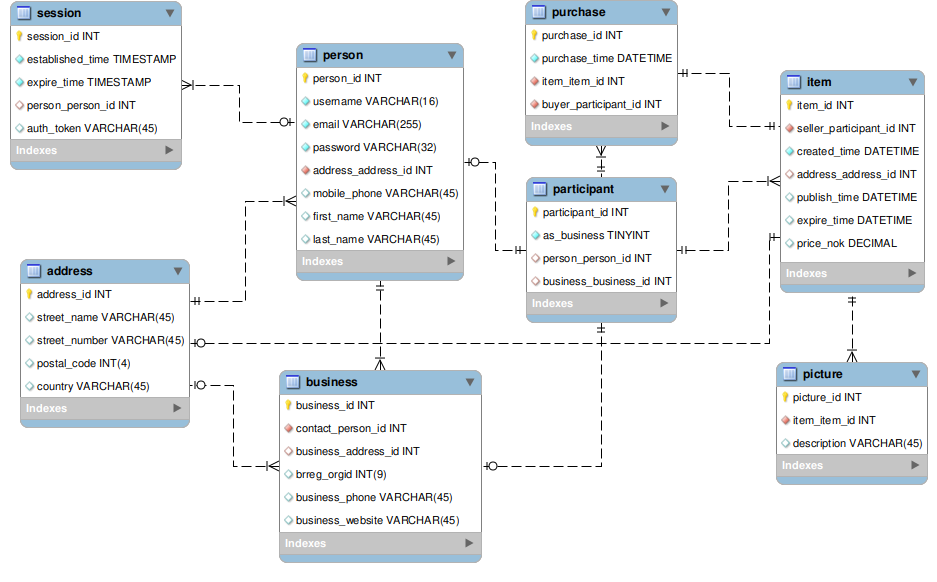 session
session_id INT
established_time TIMESTAMP
expire_time TIMESTAMP
person_person_id INT
auth_token VARCHAR(45)
Indexes
person
person_id INT
username VARCHAR(16)
email VARCHAR(255)
password VARCHAR(32)
address_address_id INT
mobile_phone VARCHAR(45)
first_name VARCHAR(45)
last_name VARCHAR(45)
Indexes
purchase
purchase_id INT
purchase_time DATETIME
item_item_id INT
buyer_participant_id INT
Indexes
item
item_id INT
seller_participant_id INT
created_time DATETIME
address_address_id INT
publish_time DATETIME
expire_time DATETIME
price_nok DECIMAL
Indexes
participant
participant_id INT
as_business TINYINT
person_person_id INT
business_business_id INT
Indexes
address
address_id INT
street_name VARCHAR(45)
street_number VARCHAR(45)
postal_code INT(4)
country VARCHAR(45)
Indexes
business
business_id INT
contact_person_id INT
business_address_id INT
brreg_orgid INT(9)
business_phone VARCHAR(45)
business_website VARCHAR(45)
Indexes
picture
picture_id INT
item_item_id INT
description VARCHAR(45)
Indexes